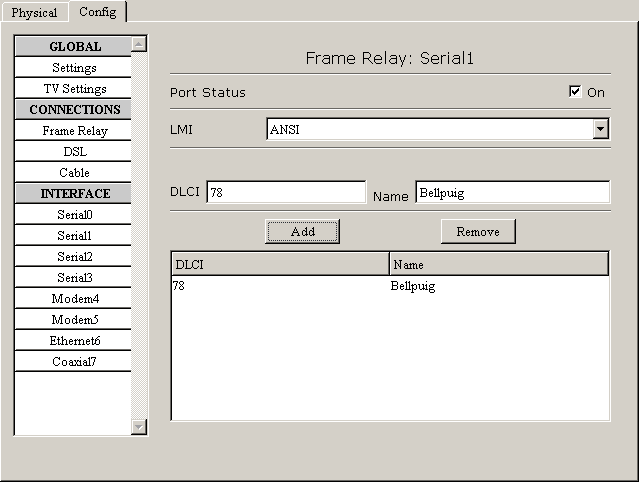 Physical
Config
GLOBAL
Settings
TV Settings
CONNECTIONS
Frame Relay
DSL
Cable
INTERFACE
Serial0
Serial1
Serial2
Serial3
Modem4
Modem5
Ethernet6
Coaxial7
Frame Relay: Serial1
Port Status
On
LMI
ANSI
DLCI 78 Name Bellpuig
Add
Remove
DLCI Name
78 Bellpuig